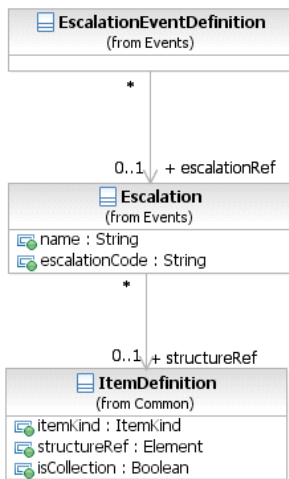 EscalationEventDefinition
(from Events)
*
0..1 + escalationRef
Escalation
(from Events)
name : String
escalationCode : String
*
0..1 + structureRef
ItemDefinition
(from Common)
itemKind : ItemKind
structureRef : Element
isCollection : Boolean